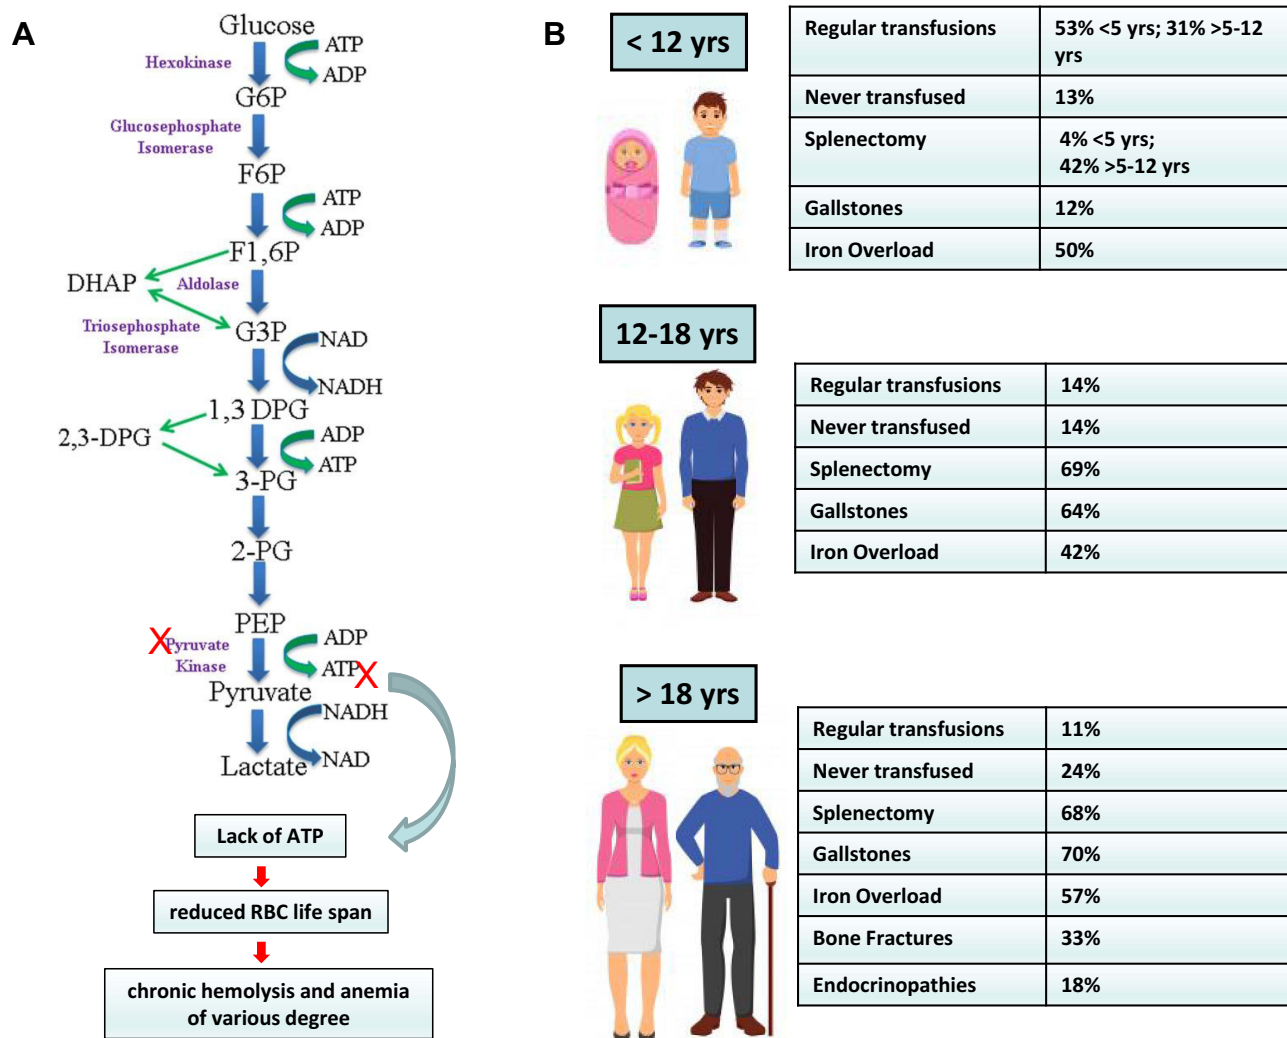 A
Glucose
ATP
Hexokinase
ADP
G6P
Glucosephosphate
Isomerase
F6P
ATP
ADP
F1,6P
DHAP
Aldolase
Triosephosphate
Isomerase
G3P
NAD
NADH
1,3 DPG
2,3-DPG
ADP
ATP
3-PG
2-PG
PEP
X
Pyruvate
Kinase
ADP
ATP
X
Pyruvate
NADH
NAD
Lactate
Lack of ATP
reduced RBC life span
chronic hemolysis and anemia
of various degree
B
< 12 yrs
Regular transfusions 53% <5 yrs; 31% >5-12
yrs
Never transfused 13%
Splenectomy 4% <5 yrs;
42% >5-12 yrs
Gallstones 12%
Iron Overload 50%
12-18 yrs
Regular transfusions 14%
Never transfused 14%
Splenectomy 69%
Gallstones 64%
Iron Overload 42%
> 18 yrs
Regular transfusions 11%
Never transfused 24%
Splenectomy 68%
Gallstones 70%
Iron Overload 57%
Bone Fractures 33%
Endocrinopathies 18%